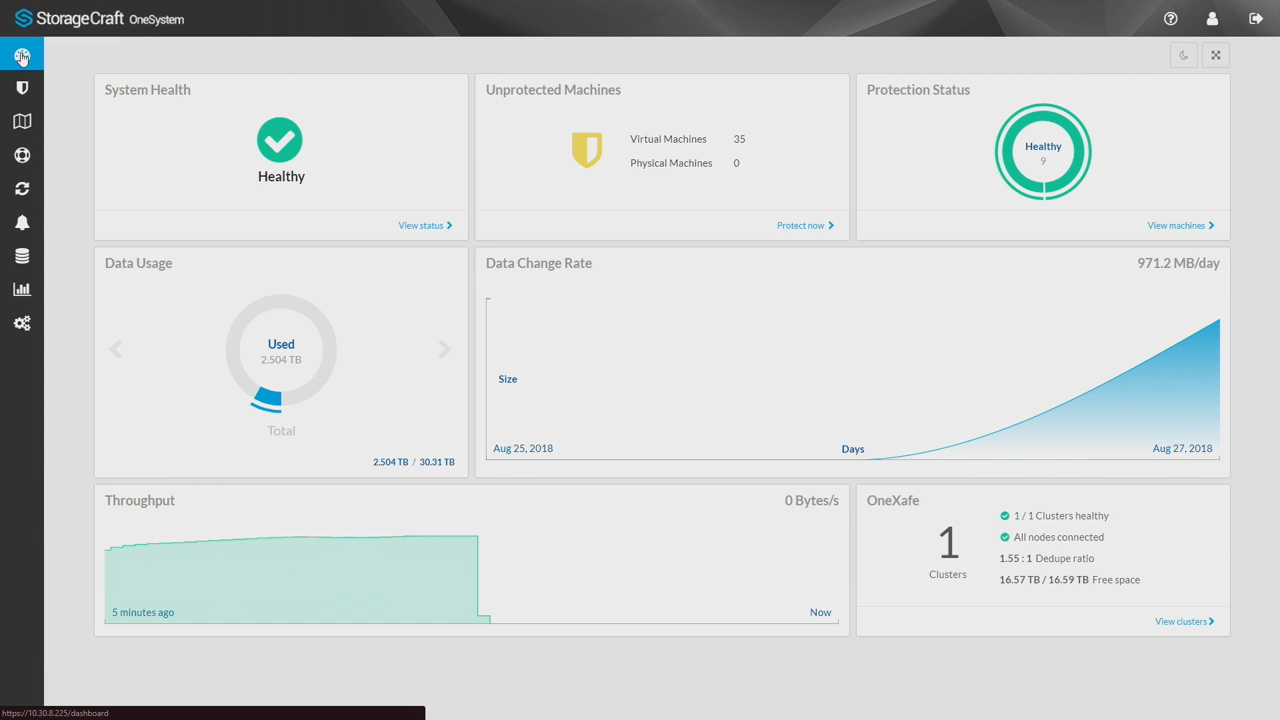 StorageCraft OneSystem
System Health
Healthy
View status
Unprotected Machines
Virtual Machines 35
Physical Machines 0
Protect now
Protection Status
Healthy
9
View machines
Data Usage
Used
2.504 TB
Total
2.504 TB / 30.31 TB
Data Change Rate 971.2 MB/day
Size
Aug 25, 2018 Days Aug 27, 2018
Throughput 0 Bytes/s
5 minutes ago Now
OneXafe
1
Clusters
1 / 1 Clusters healthy
All nodes connected
1.55 : 1 Dedupe ratio
16.57 TB / 16.59 TB Free space
View clusters
https://10.30.8.225/dashboard